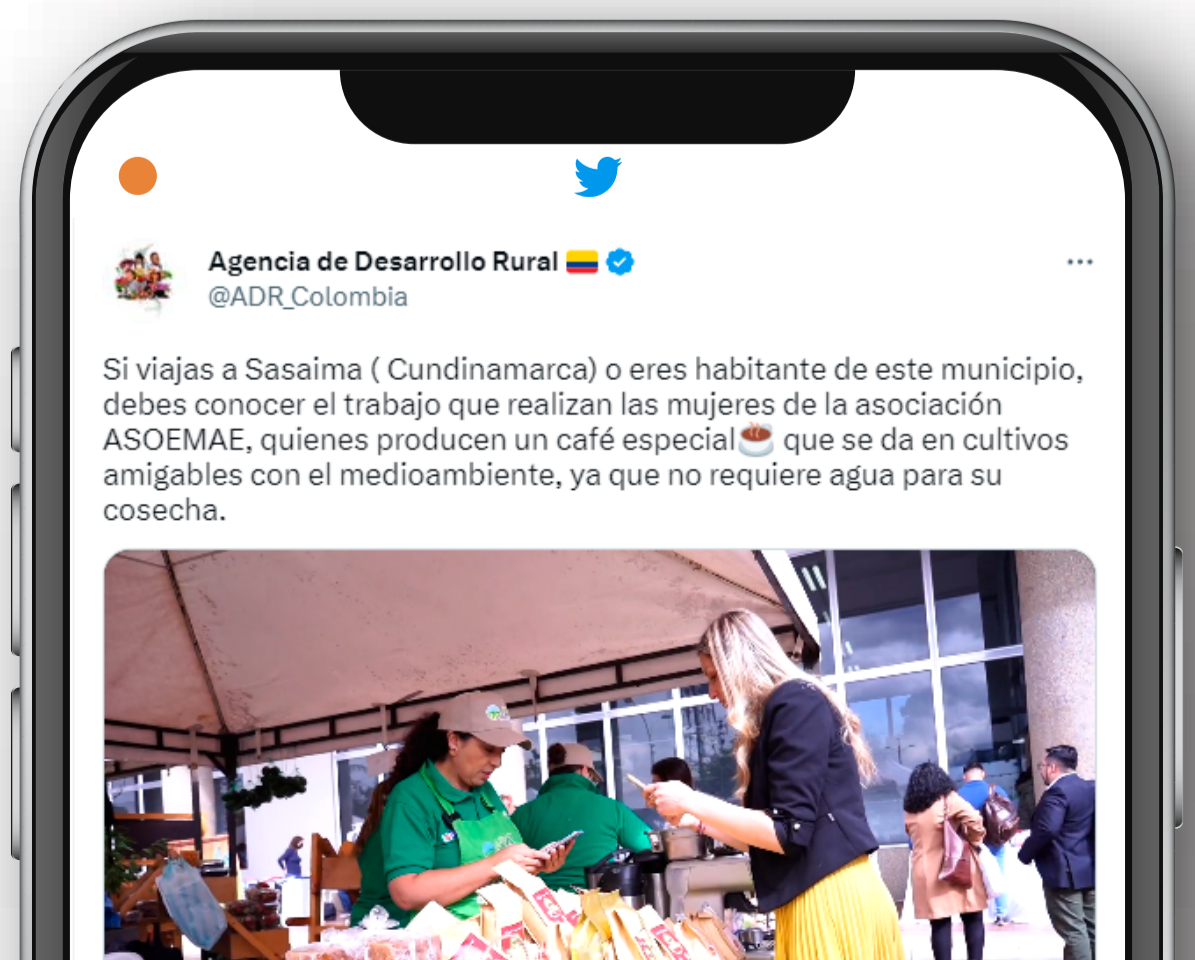 Agencia de Desarrollo Rural
@ADR_Colombia
Si viajas a Sasaima ( Cundinamarca) o eres habitante de este municipio,
debes conocer el trabajo que realizan las mujeres de la asociación
ASOEMAE, quienes producen un café especial☕ que se da en cultivos
amigables con el medioambiente, ya que no requiere agua para su
cosecha.